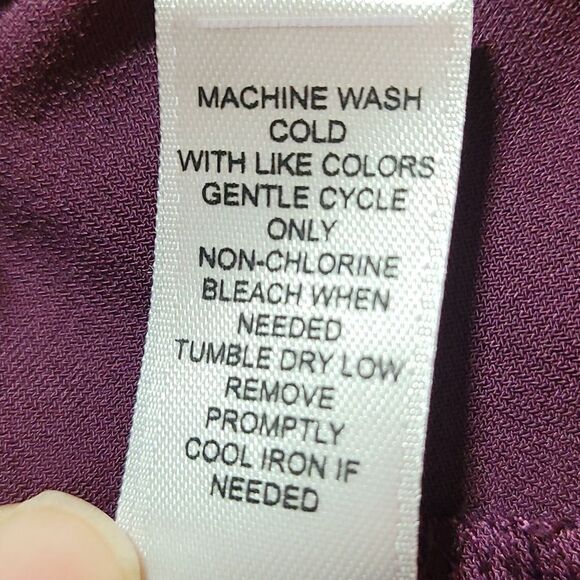 MACHINE WASH
COLD
WITH LIKE COLORS
GENTLE CYCLE
ONLY
NON-CHLORINE
BLEACH WHEN
NEEDED
TUMBLE DRY LOW
REMOVE
PROMPTLY
COOL IRON IF
NEEDED